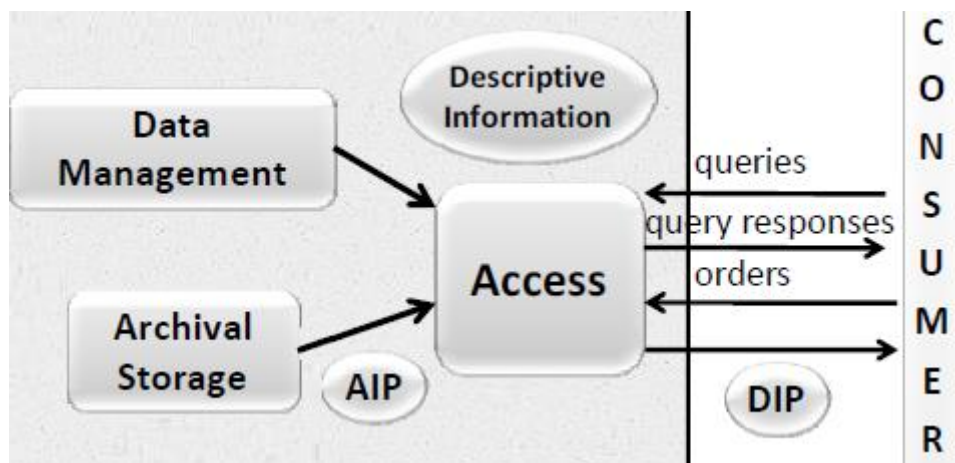 Descriptive
Information
Data
Management
queries
query responses
Access
orders
Archival
Storage
AIP
DIP
C
O
N
S
U
M
E
R